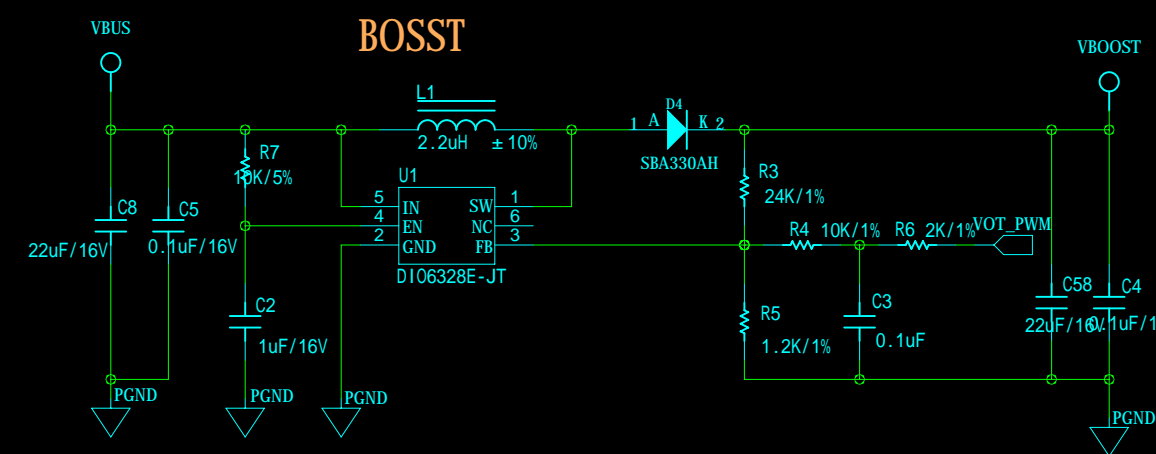 BOSST
VBUS
VBOOST
L1
2.2uH ±10%
D4
1 A K 2
SBA330AH
R7
10K/5%
U1
5 IN SW 1
4 EN NC 6
2 GND FB 3
DIO6328E-JT
C8
22uF/16V
C5
0.1uF/16V
C2
1uF/16V
R3
24K/1%
R4 10K/1% R6 2K/1% VOT_PWM
R5
1.2K/1%
C3
0.1uF
C58
22uF/16V
C4
0.1uF/1
PGND
PGND
PGND
PGND